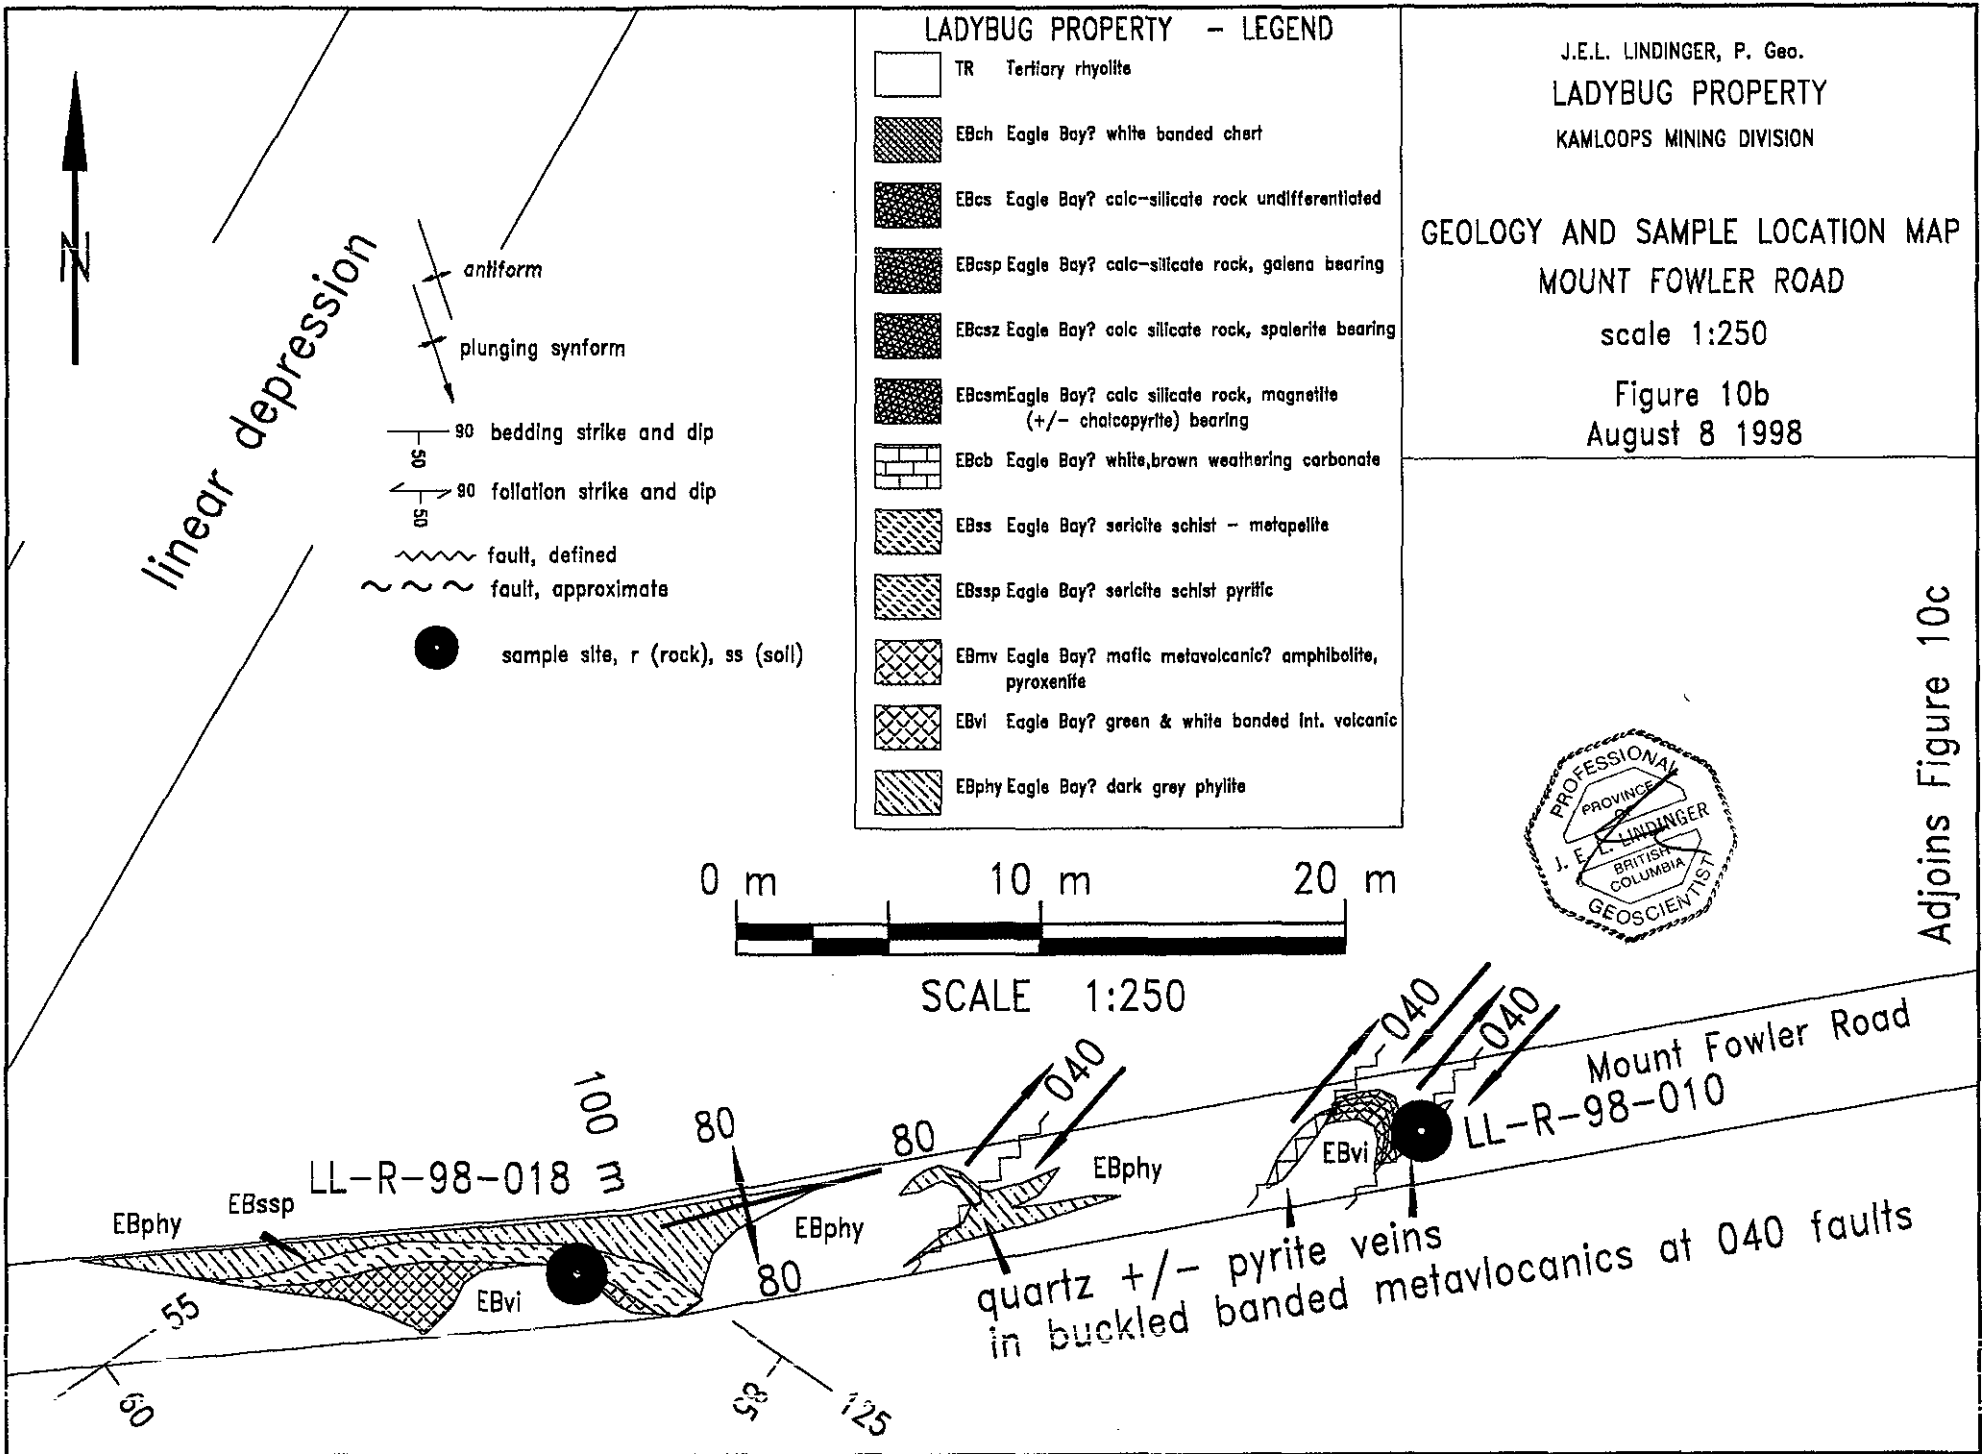 LADYBUG PROPERTY - LEGEND
TR Tertiary rhyolite
EBch Eagle Bay? white banded chert
EBcs Eagle Bay? calc-silicate rock undifferentiated
EBcsp Eagle Bay? calc-silicate rock, galena bearing
EBcsz Eagle Bay? calc silicate rock, spalerite bearing
EBcsm Eagle Bay? calc silicate rock, magnetite
(+/- chalcopyrite) bearing
EBcb Eagle Bay? white,brown weathering carbonate
EBss Eagle Bay? sericite schist - metapelite
EBssp Eagle Bay? sericite schist pyritic
EBmv Eagle Bay? mafic metavolcanic? amphibolite,
pyroxenite
EBvi Eagle Bay? green & white banded int. volcanic
EBphy Eagle Bay? dark grey phylite
J.E.L. LINDINGER, P. Geo.
LADYBUG PROPERTY
KAMLOOPS MINING DIVISION
GEOLOGY AND SAMPLE LOCATION MAP
MOUNT FOWLER ROAD
scale 1:250
Figure 10b
August 8 1998
N
linear depression
antiform
plunging synform
90 bedding strike and dip
50
90 foliation strike and dip
50
fault, defined
fault, approximate
sample site, r (rock), ss (soil)
PROFESSIONAL
PROVINCE
OF
J. E. L. LINDINGER
BRITISH
COLUMBIA
GEOSCIENTIST
Adjoins Figure 10c
0 m 10 m 20 m
SCALE 1:250
040
040
040
Mount Fowler Road
LL-R-98-010
EBvi
100 m
80
80
80
LL-R-98-018
EBssp
EBphy
EBphy
EBphy
EBvi
quartz +/- pyrite veins
in buckled banded metavlocanics at 040 faults
55
60
85
125